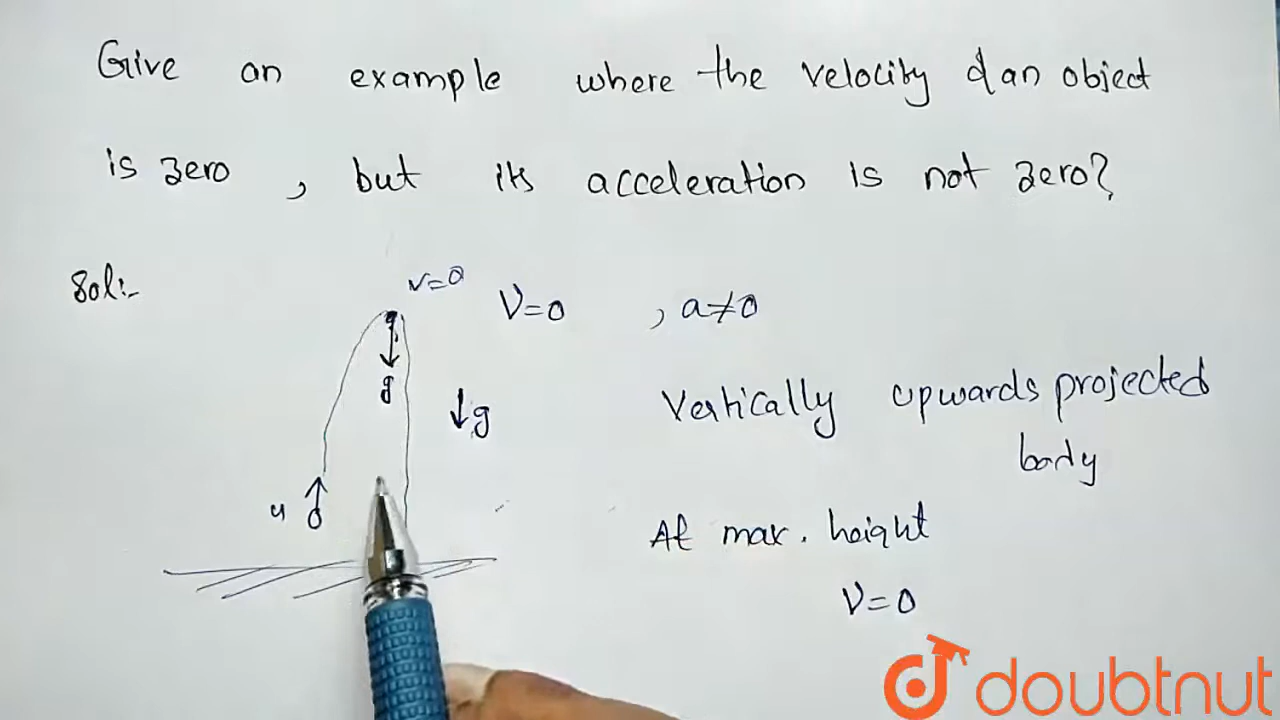 Give an example where the velocity of an object
is zero, but its acceleration is not zero?
Sol:-
v=0
V=0 , a≠0
g
↓g
Vertically upwards projected
body
u
At max. height
V=0
doubtnut